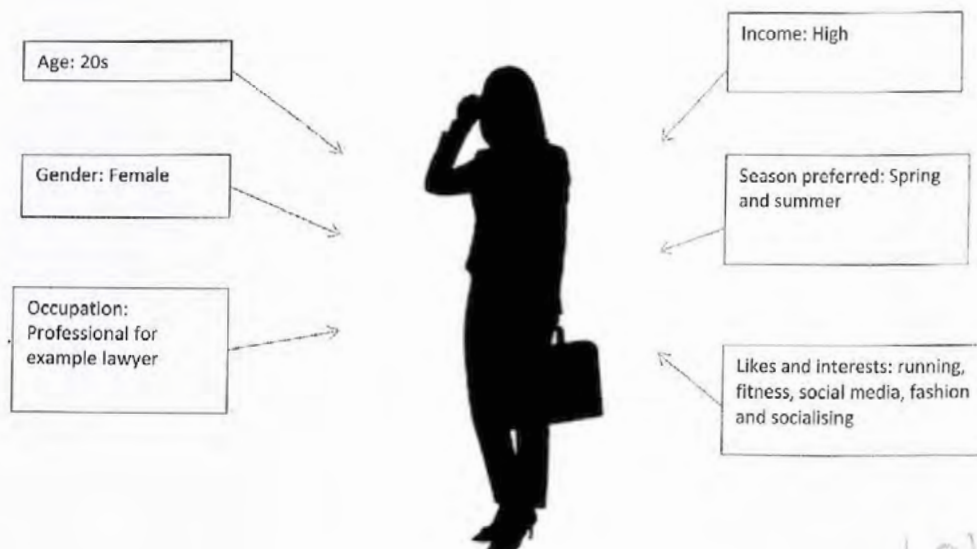 Age: 20s
Gender: Female
Occupation:
Professional for
example lawyer
Income: High
Season preferred: Spring
and summer
Likes and interests: running,
fitness, social media, fashion
and socialising